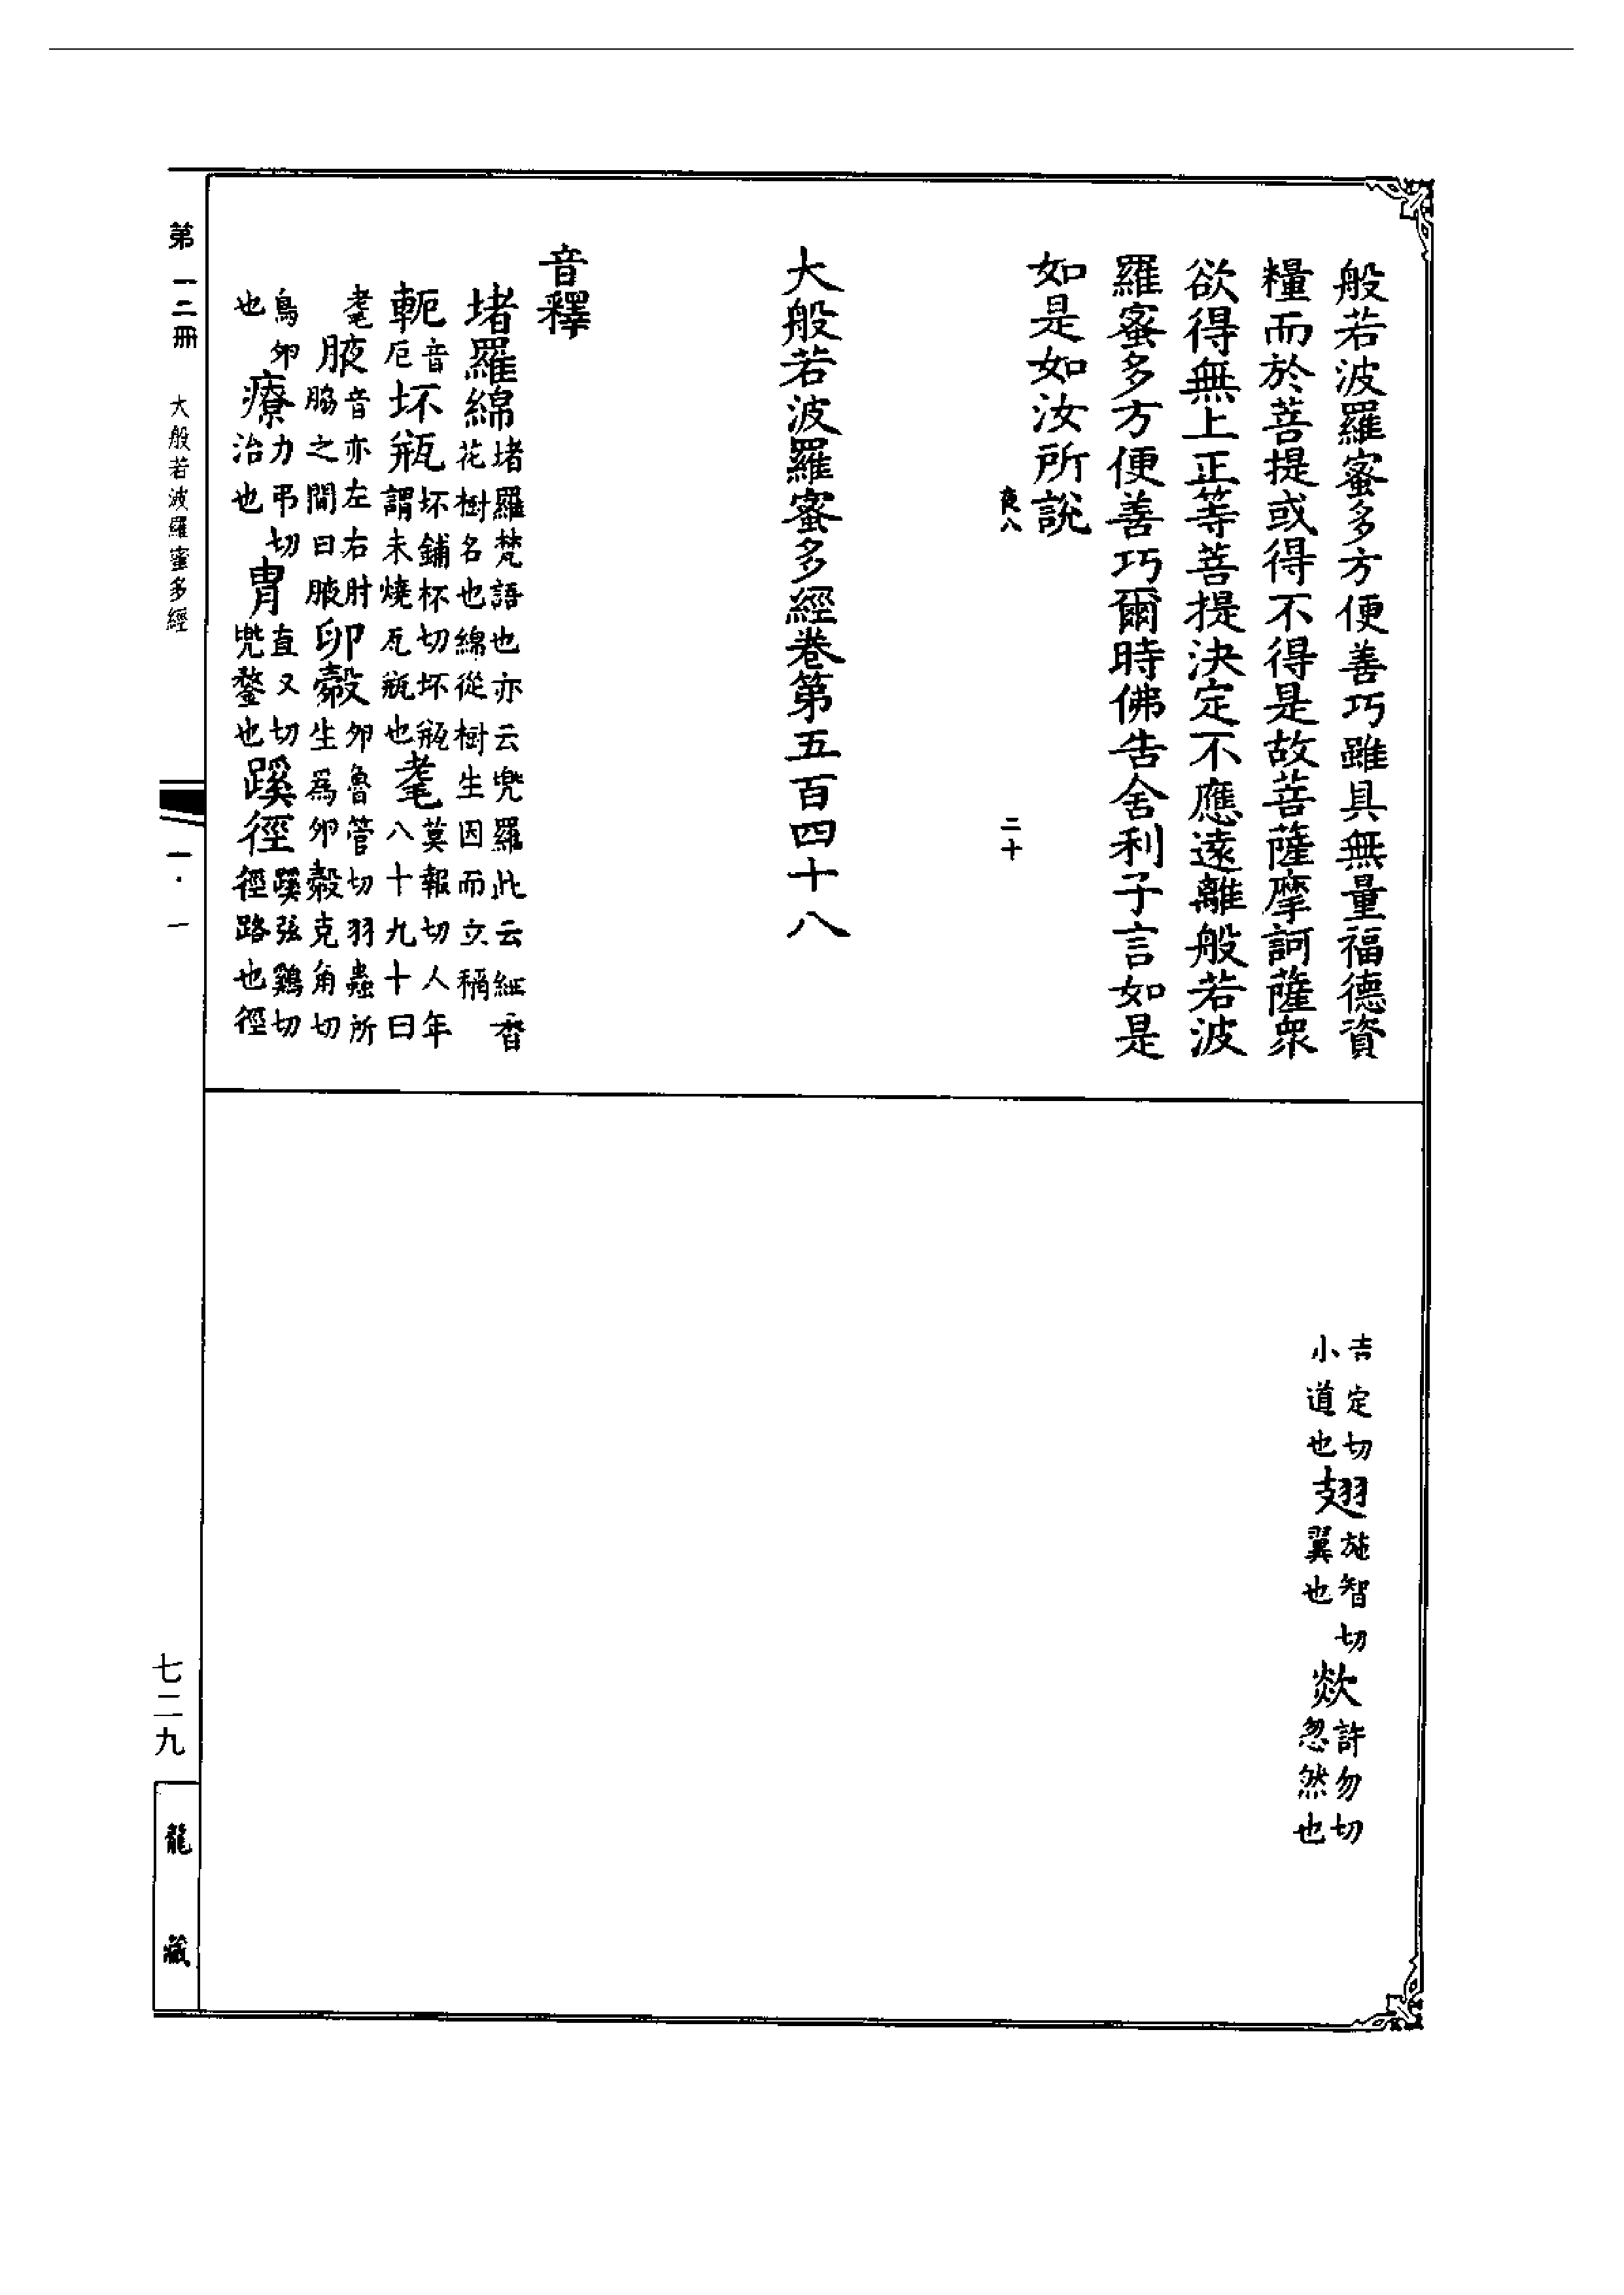 般若波羅蜜多方便善巧雖具無量福德資
糧而於菩提或得不得是故菩薩摩訶薩衆
欲得無上正等菩提決定不應遠離般若波
羅蜜多方便善巧爾時佛告舍利子言如是
如是如汝所說
二十
大般若波羅蜜多經卷第五百四十八
音釋
堵羅綿堵羅梵語也亦云兜羅此云細香花樹名也綿從樹生因而立稱
軛音厄坏瓶坏鋪杯切坏瓶謂未燒瓦瓶也耄莫報切人年八十九十曰
耄腋音亦左右肘脇之間曰腋卵㲉卵魯管切羽蟲所生爲卵㲉克角切
鳥卵也療力弔切治也冑直又切兜鍪也蹊徑蹊弦鷄切徑路也徑
吉定切小道也翅施智切翼也欻許勿切忽然也
第一二冊
大般若波羅蜜多經
一·一
七二九
龍藏